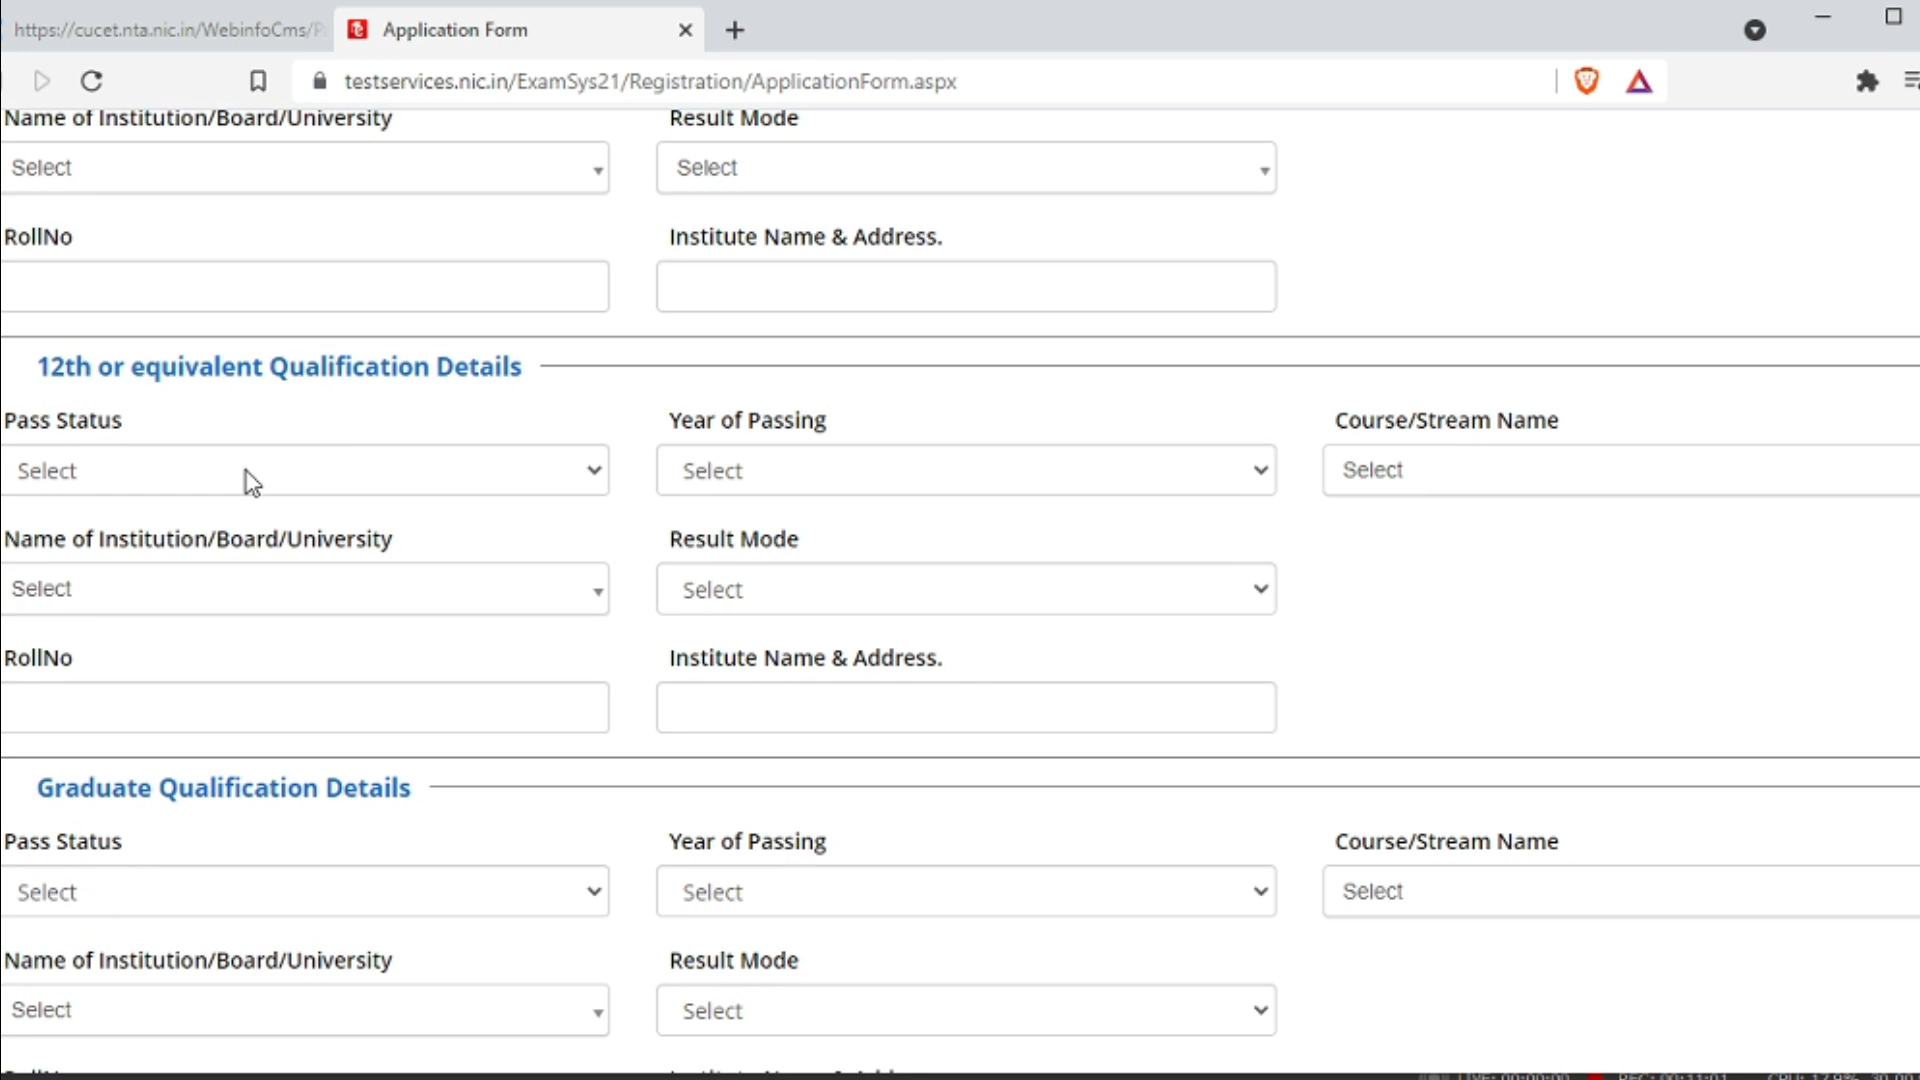 https://cucet.nta.nic.in/WebinfoCms/P
Application Form
testservices.nic.in/ExamSys21/Registration/ApplicationForm.aspx
Name of Institution/Board/University Result Mode
Select Select
RollNo Institute Name & Address.
12th or equivalent Qualification Details
Pass Status Year of Passing Course/Stream Name
Select Select Select
Name of Institution/Board/University Result Mode
Select Select
RollNo Institute Name & Address.
Graduate Qualification Details
Pass Status Year of Passing Course/Stream Name
Select Select Select
Name of Institution/Board/University Result Mode
Select Select